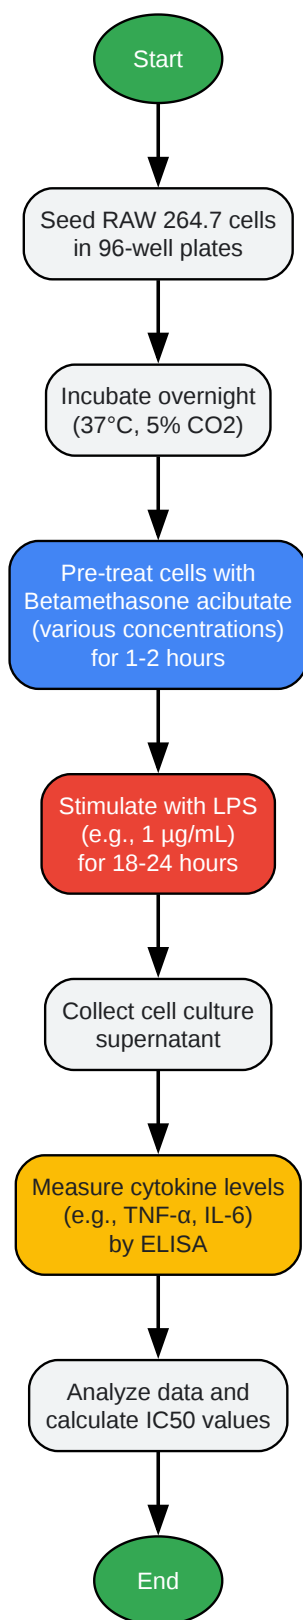 Start
Seed RAW 264.7 cells
in 96-well plates
Incubate overnight
(37°C, 5% CO2)
Pre-treat cells with
Betamethasone acibutate
(various concentrations)
for 1-2 hours
Stimulate with LPS
(e.g., 1 µg/mL)
for 18-24 hours
Collect cell culture
supernatant
Measure cytokine levels
(e.g., TNF-α, IL-6)
by ELISA
Analyze data and
calculate IC50 values
End